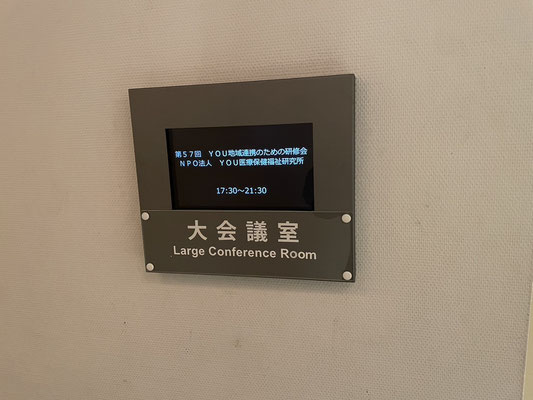 第57回　YOU地域連携のための研修会
NPO法人　YOU医療保健福祉研究所
17:30～21:30
大会議室
Large Conference Room